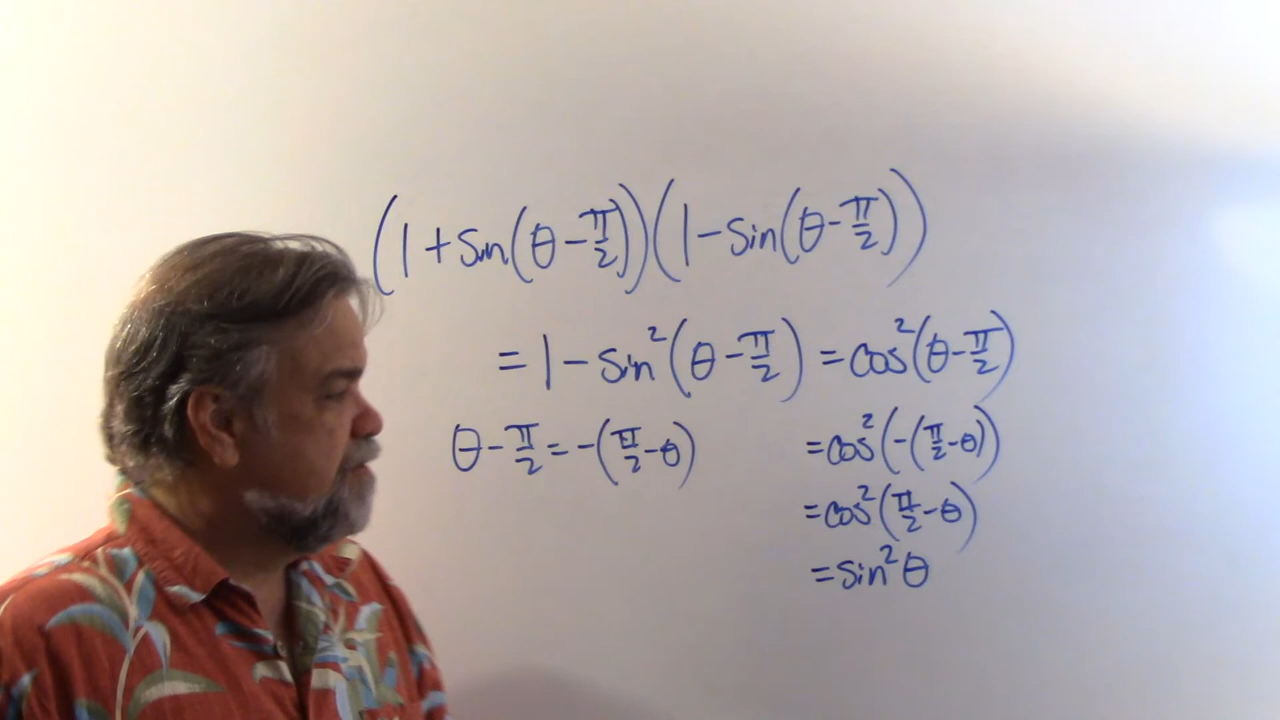 (1+sin(θ-π/2))(1-sin(θ-π/2))
=1-sin²(θ-π/2)=cos²(θ-π/2)
θ-π/2=-(π/2-θ)
=cos²(-(π/2-θ))
=cos²(π/2-θ)
=sin²θ